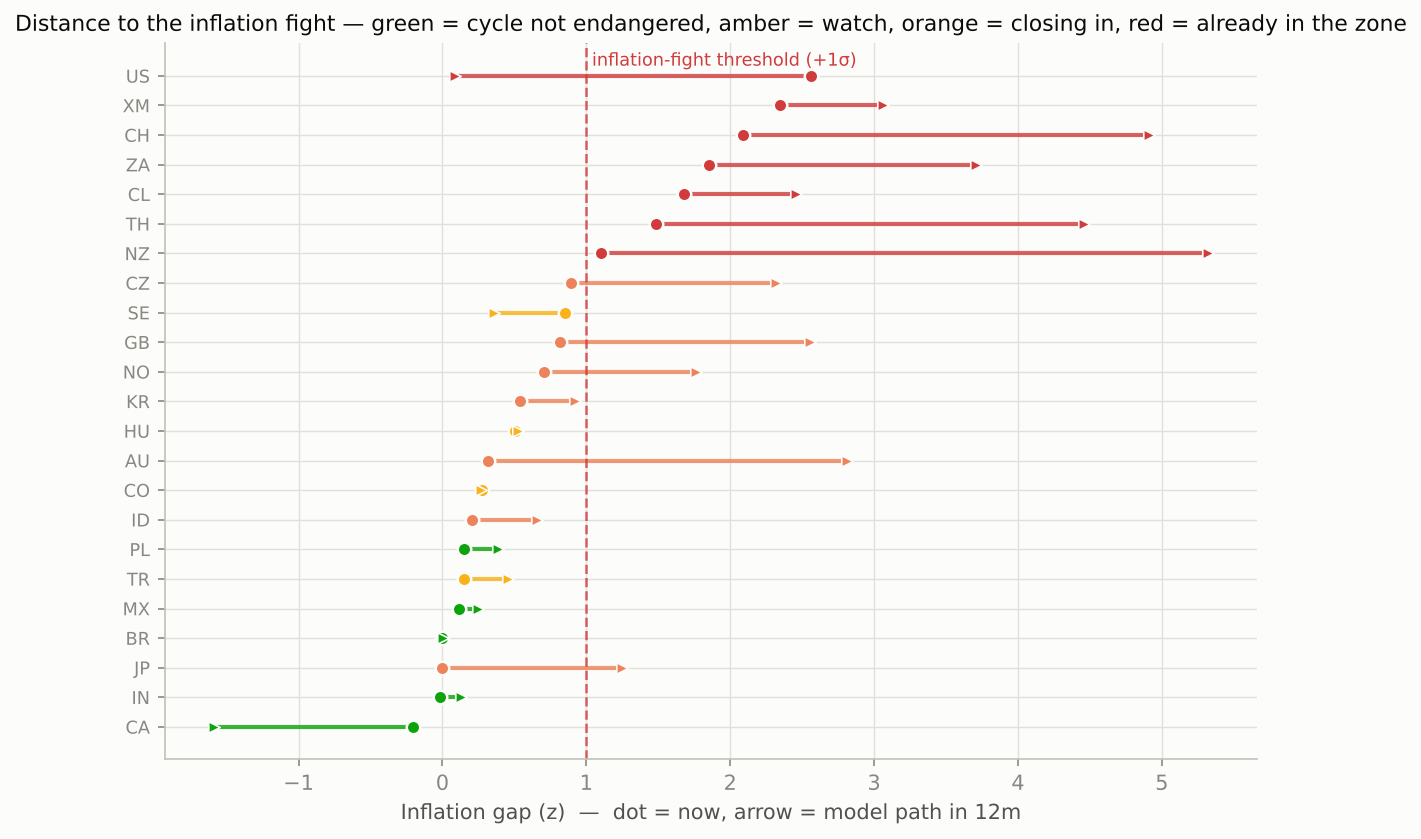 Distance to the inflation fight — green = cycle not endangered, amber = watch, orange = closing in, red = already in the zone
inflation-fight threshold (+1σ)
US
XM
CH
ZA
CL
TH
NZ
CZ
SE
GB
NO
KR
HU
AU
CO
ID
PL
TR
MX
BR
JP
IN
CA
−1 0 1 2 3 4 5
Inflation gap (z) — dot = now, arrow = model path in 12m